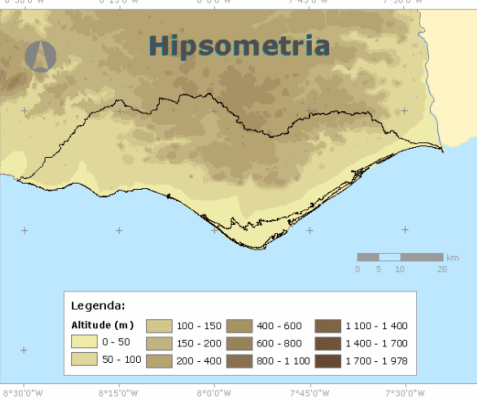 8°30'0"W 8°15'0"W 8°0'0"W 7°45'0"W 7°30'0"W
Hipsometria
km
0 5 10 20
Legenda:
Altitude (m)
0 - 50
50 - 100
100 - 150
150 - 200
200 - 400
400 - 600
600 - 800
800 - 1 100
1 100 - 1 400
1 400 - 1 700
1 700 - 1 978
8°30'0"W 8°15'0"W 8°0'0"W 7°45'0"W 7°30'0"W